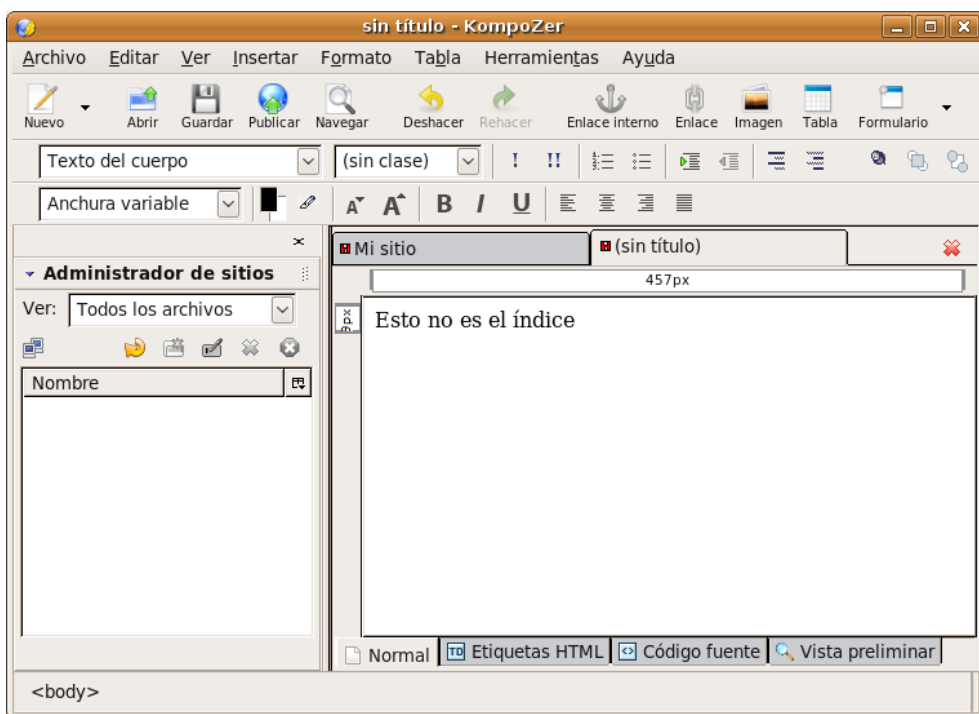 sin título - KompoZer
Archivo Editar Ver Insertar Formato Tabla Herramientas Ayuda
Nuevo Abrir Guardar Publicar Navegar Deshacer Rehacer Enlace interno Enlace Imagen Tabla Formulario
Texto del cuerpo (sin clase) ! !!
Anchura variable A A B I U
Mi sitio (sin título)
Administrador de sitios
457px
Ver: Todos los archivos
px
Esto no es el índice
Nombre
Normal TD Etiquetas HTML Código fuente Vista preliminar
<body>